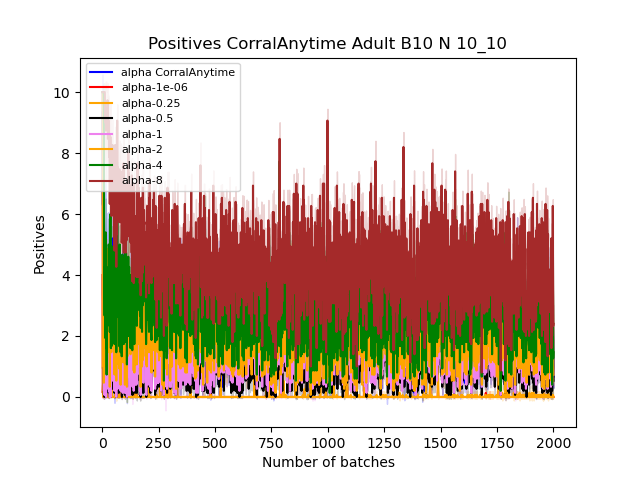 Positives CorralAnytime Adult B10 N 10_10
alpha CorralAnytime
alpha-1e-06
alpha-0.25
alpha-0.5
alpha-1
alpha-2
alpha-4
alpha-8
Positives
10
8
6
4
2
0
0
250
500
750
1000
1250
1500
1750
2000
Number of batches